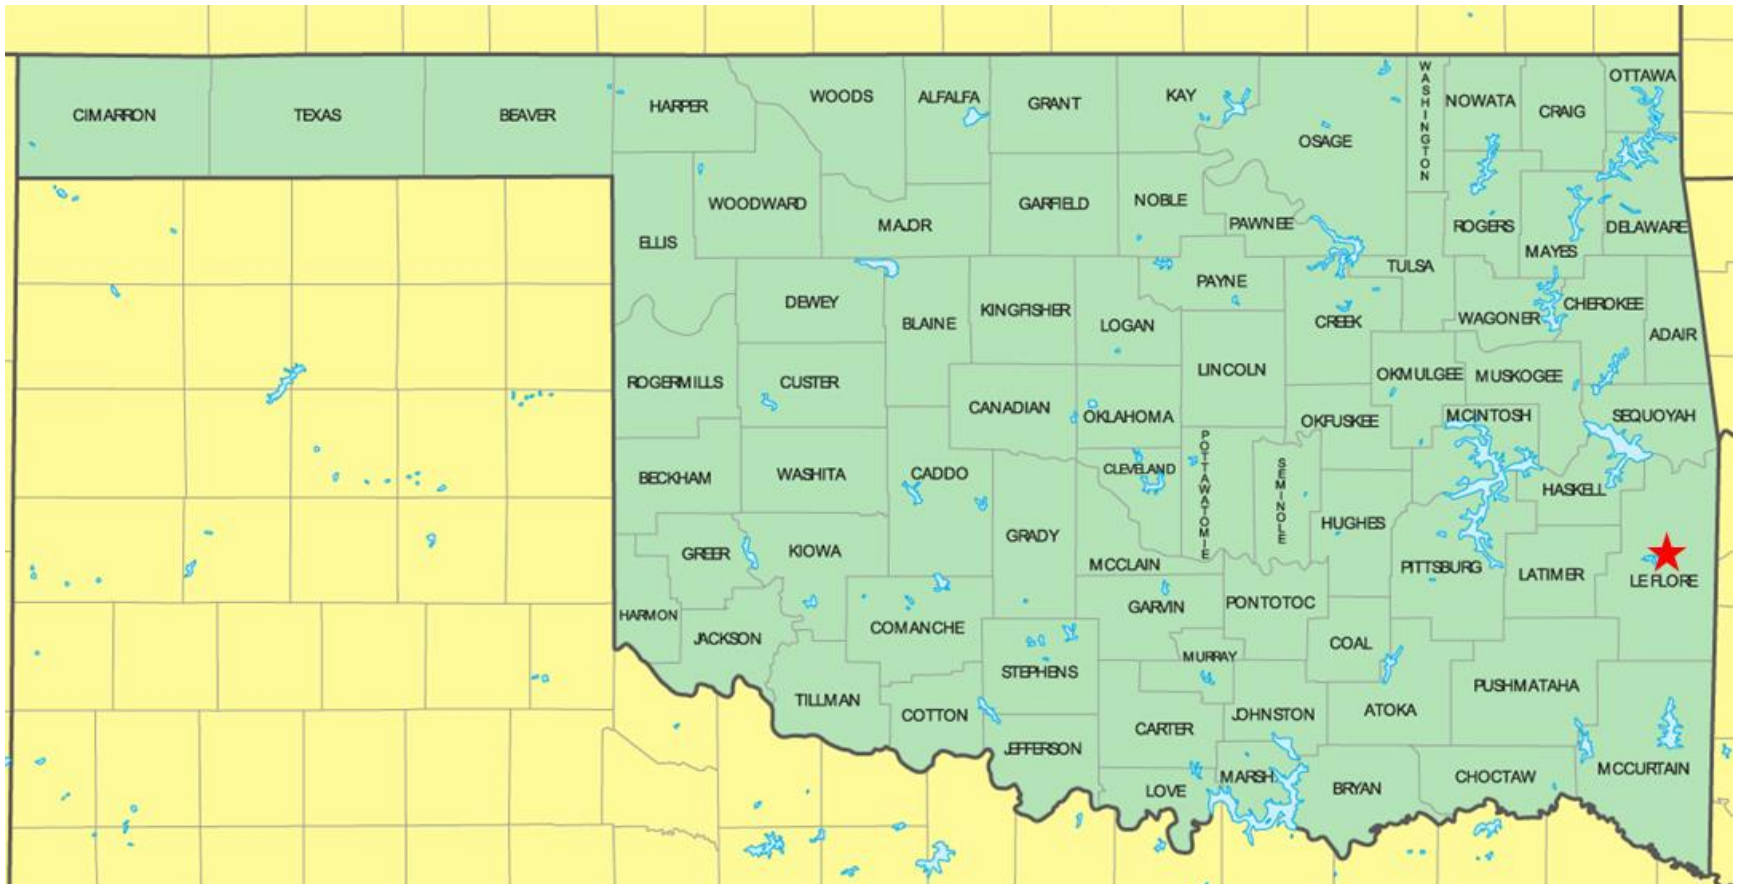 OTTAWA
WASHINGTON
HARPER
WOODS
ALFALFA
GRANT
KAY
NOWATA
CRAIG
CIMARRON
TEXAS
BEAVER
OSAGE
WOODWARD
GARFIELD
NOBLE
MAJOR
PAWNEE
ROGERS
DELAWARE
ELLIS
MAYES
TULSA
PAYNE
DEWEY
KINGFISHER
CHEROKEE
BLAINE
LOGAN
CREEK
WAGONER
ADAIR
ROGERMILLS
CUSTER
LINCOLN
OKMULGEE
MUSKOGEE
CANADIAN
OKLAHOMA
OKFUSKEE
MCINTOSH
SEQUOYAH
POTTAWATOMIE
SEMINOLE
BECKHAM
WASHITA
CADDO
CLEVELAND
HASKELL
GRADY
HUGHES
GREER
KIOWA
MCCLAIN
PITTSBURG
LATIMER
LE FLORE
HARMON
JACKSON
COMANCHE
GARVIN
PONTOTOC
COAL
MURRAY
STEPHENS
PUSHMATAHA
TILLMAN
COTTON
CARTER
JOHNSTON
ATOKA
JEFFERSON
MCCURTAIN
LOVE
MARSH
BRYAN
CHOCTAW